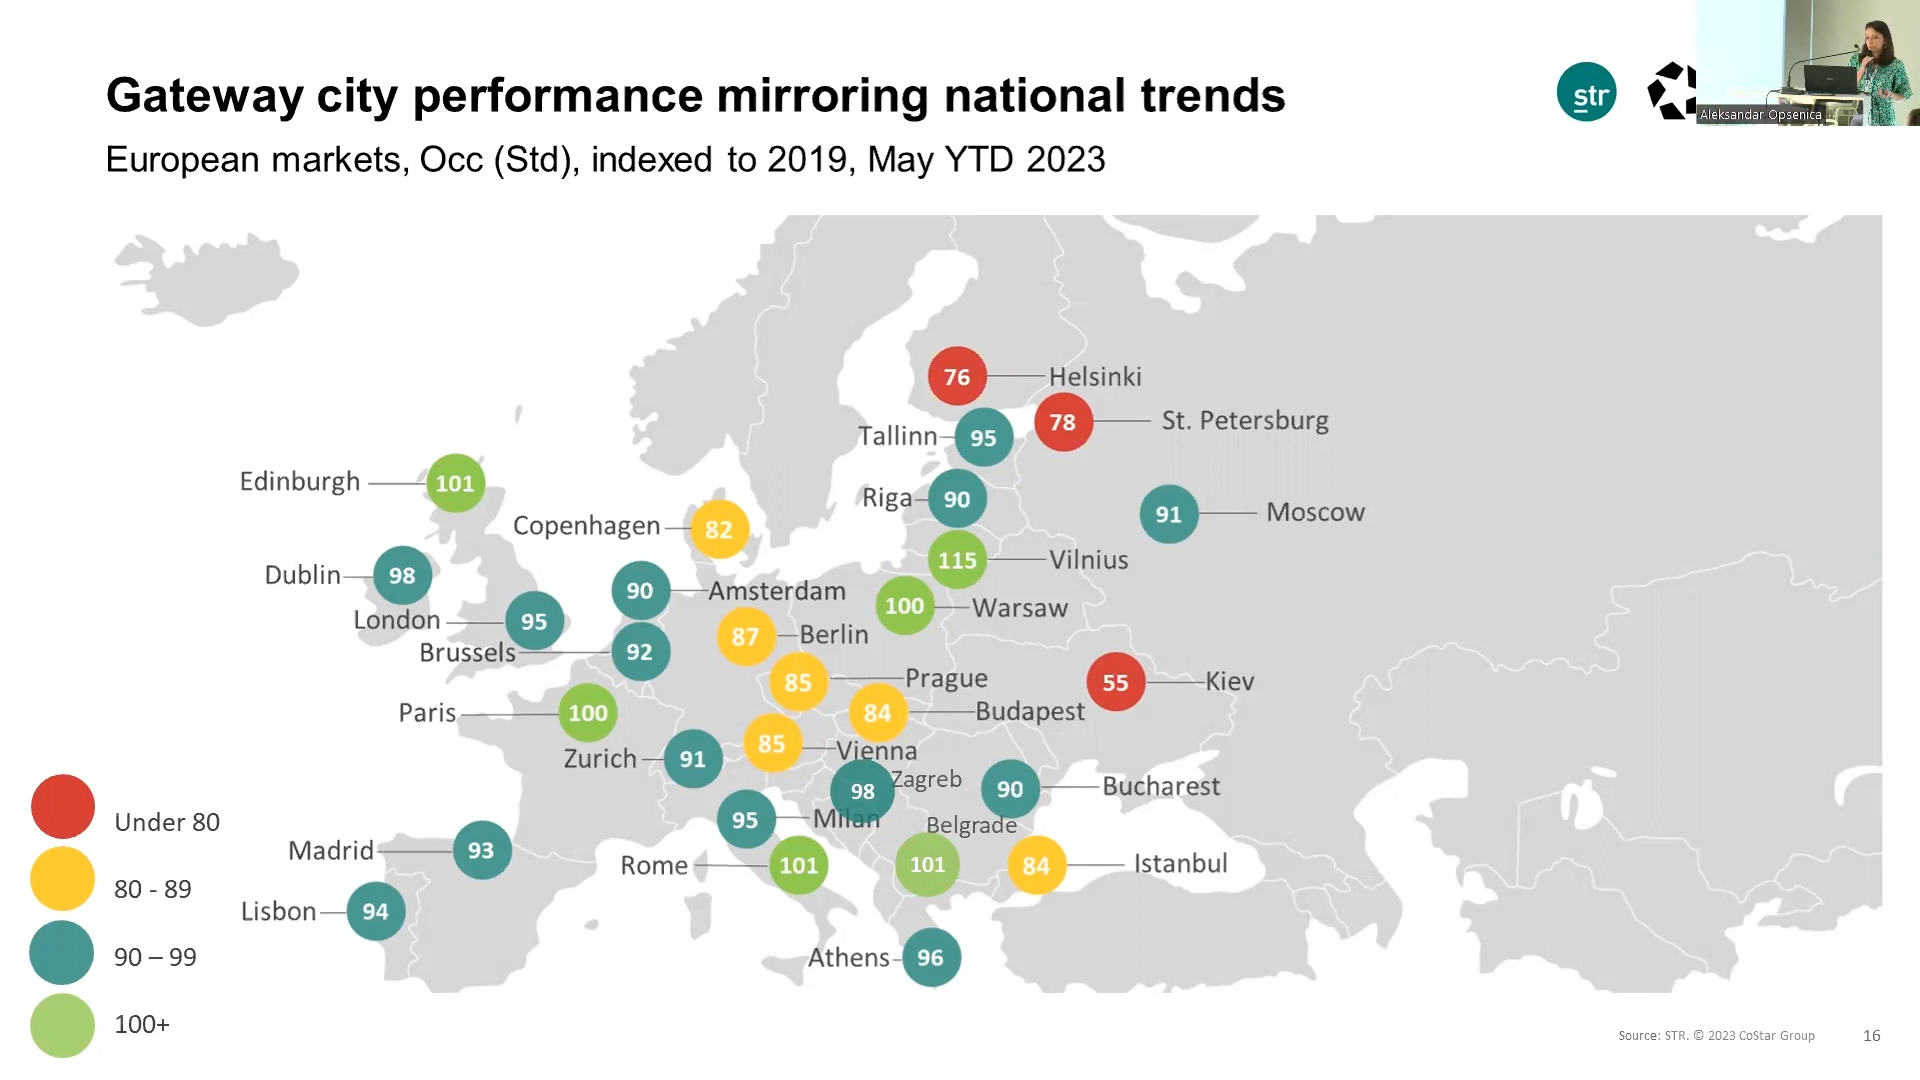 Gateway city performance mirroring national trends
European markets, Occ (Std), indexed to 2019, May YTD 2023
str
Aleksandar Opsenica
76 Helsinki
78 St. Petersburg
Tallinn 95
Edinburgh 101
Riga 90
91 Moscow
Copenhagen 82
115 Vilnius
Dublin 98
90 Amsterdam
100 Warsaw
London 95
87 Berlin
Brussels 92
85 Prague
55 Kiev
Paris 100
84 Budapest
85 Vienna
Zurich 91
98 Zagreb
90 Bucharest
95 Milan
Belgrade
101
Madrid 93
Rome 101
84 Istanbul
Lisbon 94
Athens 96
Under 80
80 - 89
90 – 99
100+
Source: STR. © 2023 CoStar Group
16